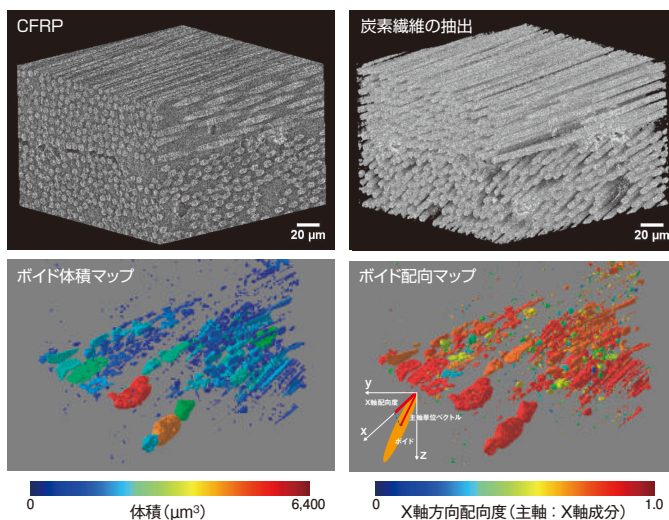 CFRP
炭素繊維の抽出
20 µm
20 µm
ボイド体積マップ
ボイド配向マップ
y
X軸配向度
主軸単位ベクトル
x
ボイド
z
0
6,400
体積(µm³)
0
1.0
X軸方向配向度(主軸：X軸成分)